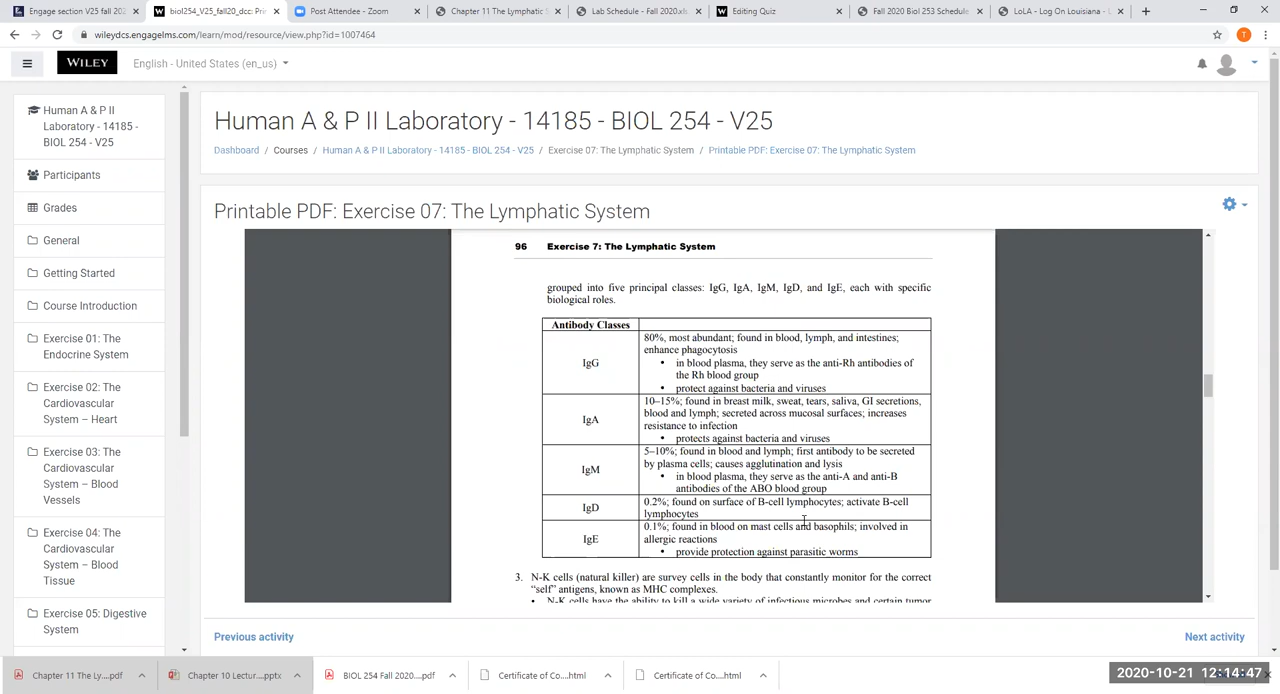 Engage section V25 fall 202
biol254_V25_fall20_dcc: Prin
Post Attendee - Zoom
Chapter 11 The Lymphatic
Lab Schedule - Fall 2020.xl
Editing Quiz
Fall 2020 Biol 253 Schedule
LoLA - Log On Louisiana -
wileydcs.engagelms.com/learn/mod/resource/view.php?id=1007464
T
WILEY
English - United States (en_us)
Human A & P II
Laboratory - 14185 -
BIOL 254 - V25
Participants
Grades
General
Getting Started
Course Introduction
Exercise 01: The
Endocrine System
Exercise 02: The
Cardiovascular
System – Heart
Exercise 03: The
Cardiovascular
System – Blood
Vessels
Exercise 04: The
Cardiovascular
System – Blood
Tissue
Exercise 05: Digestive
System
Human A & P II Laboratory - 14185 - BIOL 254 - V25
Dashboard / Courses / Human A & P II Laboratory - 14185 - BIOL 254 - V25 / Exercise 07: The Lymphatic System / Printable PDF: Exercise 07: The Lymphatic System
Printable PDF: Exercise 07: The Lymphatic System
96 Exercise 7: The Lymphatic System
grouped into five principal classes: IgG, IgA, IgM, IgD, and IgE, each with specific
biological roles.
Antibody Classes
IgG
80%, most abundant; found in blood, lymph, and intestines;
enhance phagocytosis
• in blood plasma, they serve as the anti-Rh antibodies of
the Rh blood group
• protect against bacteria and viruses
IgA
10–15%; found in breast milk, sweat, tears, saliva, GI secretions,
blood and lymph; secreted across mucosal surfaces; increases
resistance to infection
• protects against bacteria and viruses
IgM
5–10%; found in blood and lymph; first antibody to be secreted
by plasma cells; causes agglutination and lysis
• in blood plasma, they serve as the anti-A and anti-B
antibodies of the ABO blood group
IgD
0.2%; found on surface of B-cell lymphocytes; activate B-cell
lymphocytes
IgE
0.1%; found in blood on mast cells and basophils; involved in
allergic reactions
• provide protection against parasitic worms
3. N-K cells (natural killer) are survey cells in the body that constantly monitor for the correct
“self” antigens, known as MHC complexes.
• N-K cells have the ability to kill a wide variety of infectious microbes and certain tumor
Previous activity
Next activity
Chapter 11 The Ly....pdf
Chapter 10 Lectur....pptx
BIOL 254 Fall 2020...pdf
Certificate of Co....html
Certificate of Co....html
2020-10-21 12:14:47